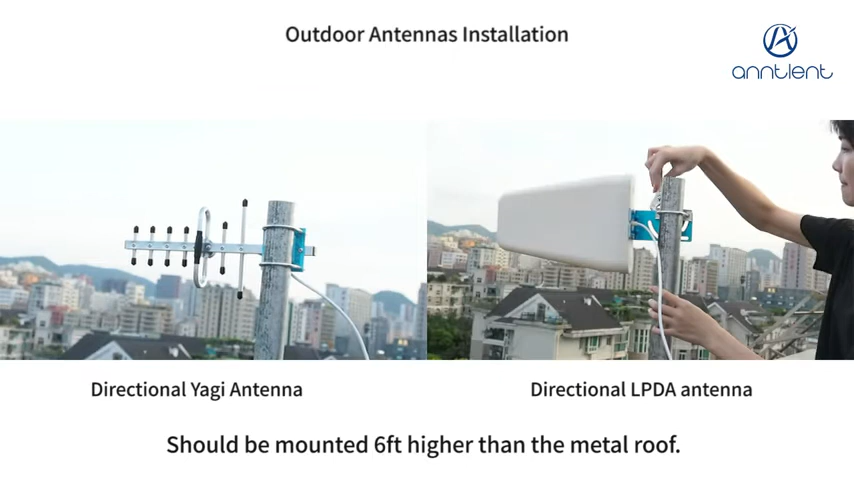 Outdoor Antennas Installation
anntlent
Directional Yagi Antenna
Directional LPDA antenna
Should be mounted 6ft higher than the metal roof.